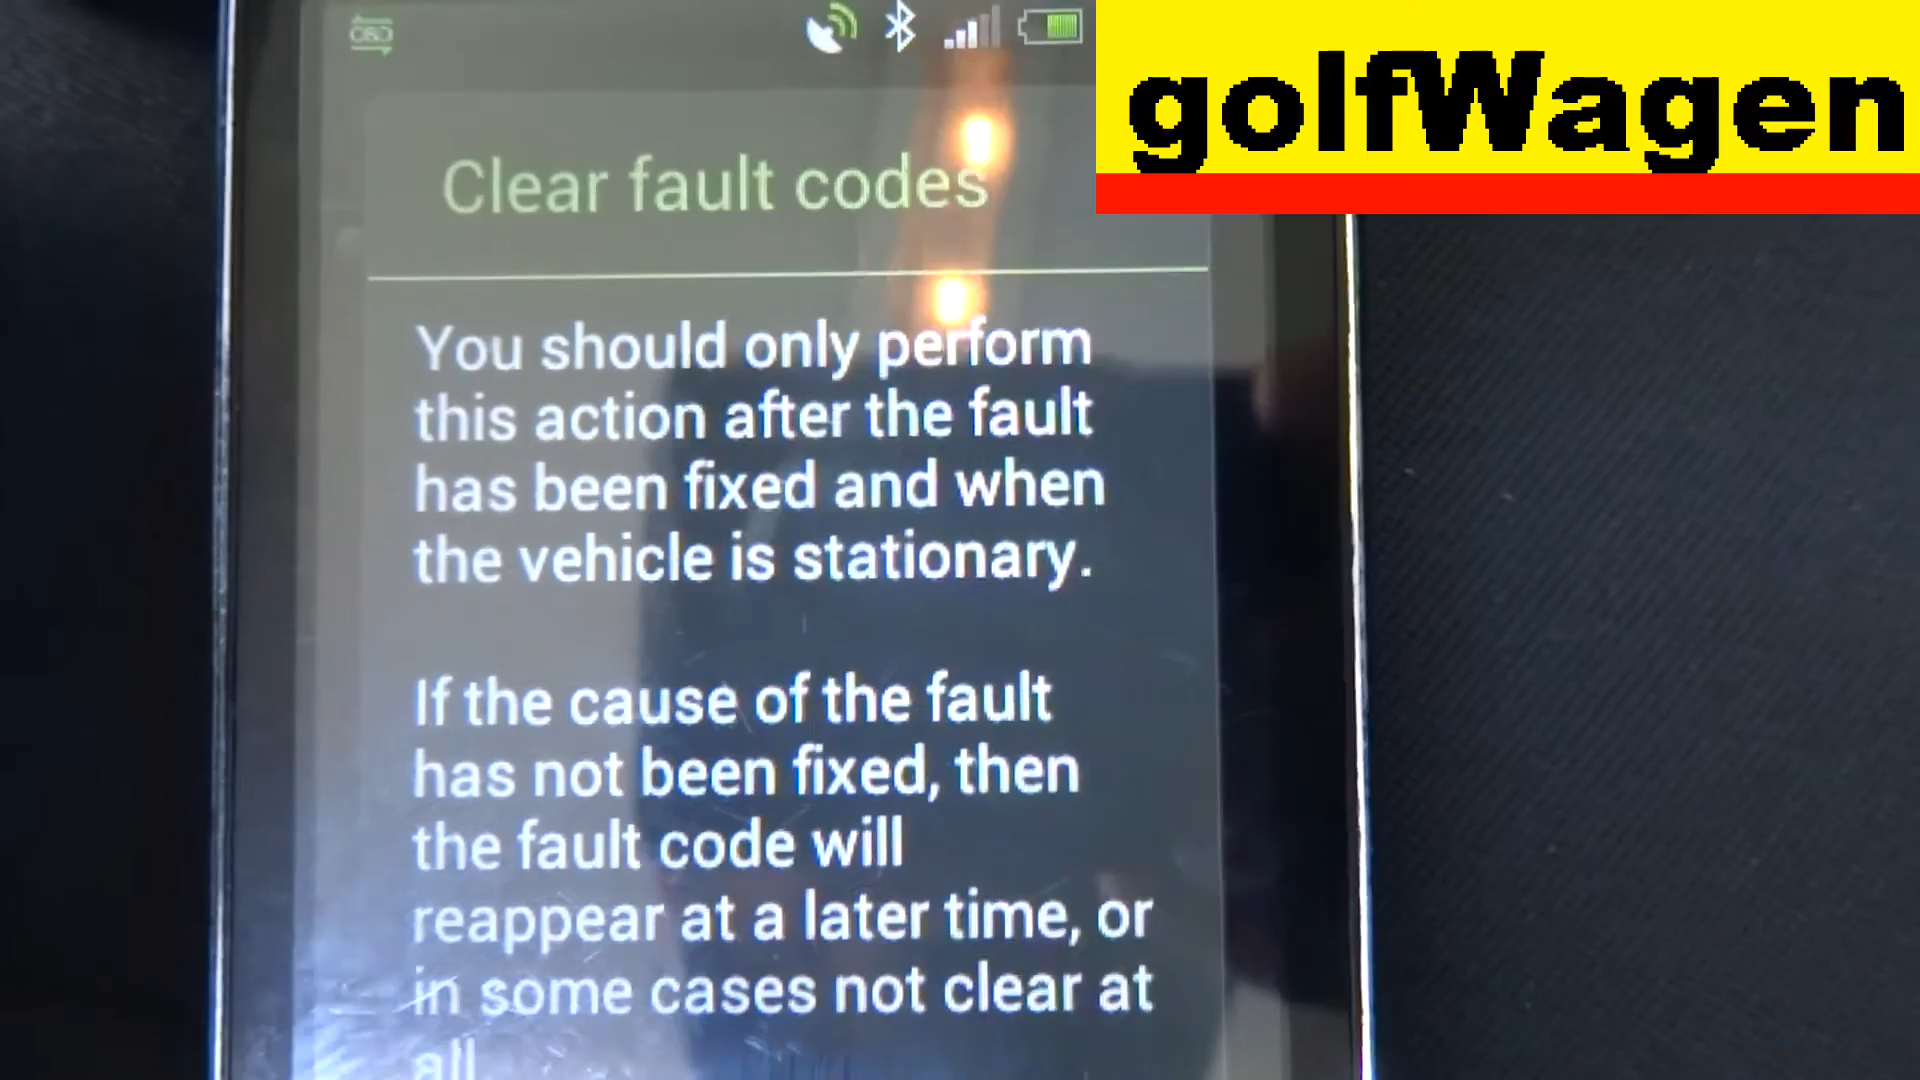 OBD
golfWagen
Clear fault codes
You should only perform
this action after the fault
has been fixed and when
the vehicle is stationary.
If the cause of the fault
has not been fixed, then
the fault code will
reappear at a later time, or
in some cases not clear at
all